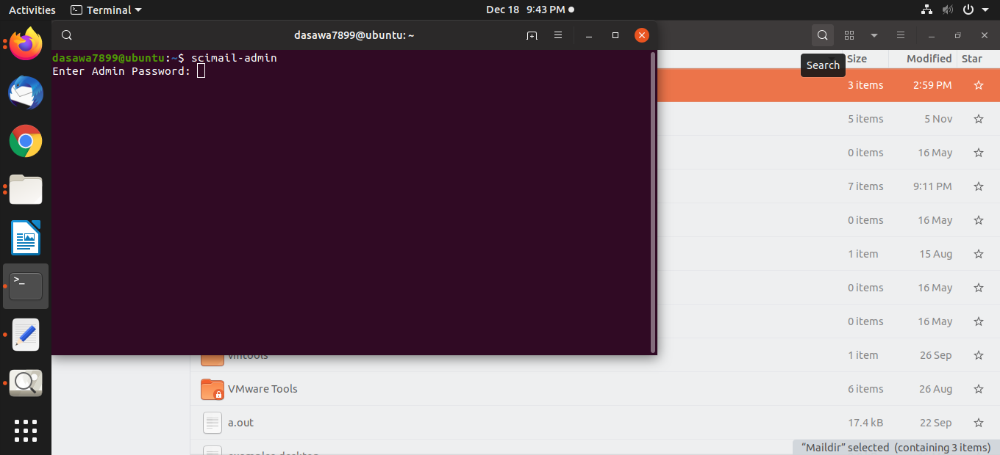 Activities Terminal Dec 18 9:43 PM
dasawa7899@ubuntu: ~
dasawa7899@ubuntu:~$ scimail-admin
Enter Admin Password:
Search
Size Modified Star
3 items 2:59 PM
5 items 5 Nov
0 items 16 May
7 items 9:11 PM
0 items 16 May
1 item 15 Aug
0 items 16 May
0 items 16 May
vmtools 1 item 26 Sep
VMware Tools 6 items 26 Aug
a.out 17.4 kB 22 Sep
“Maildir” selected (containing 3 items)